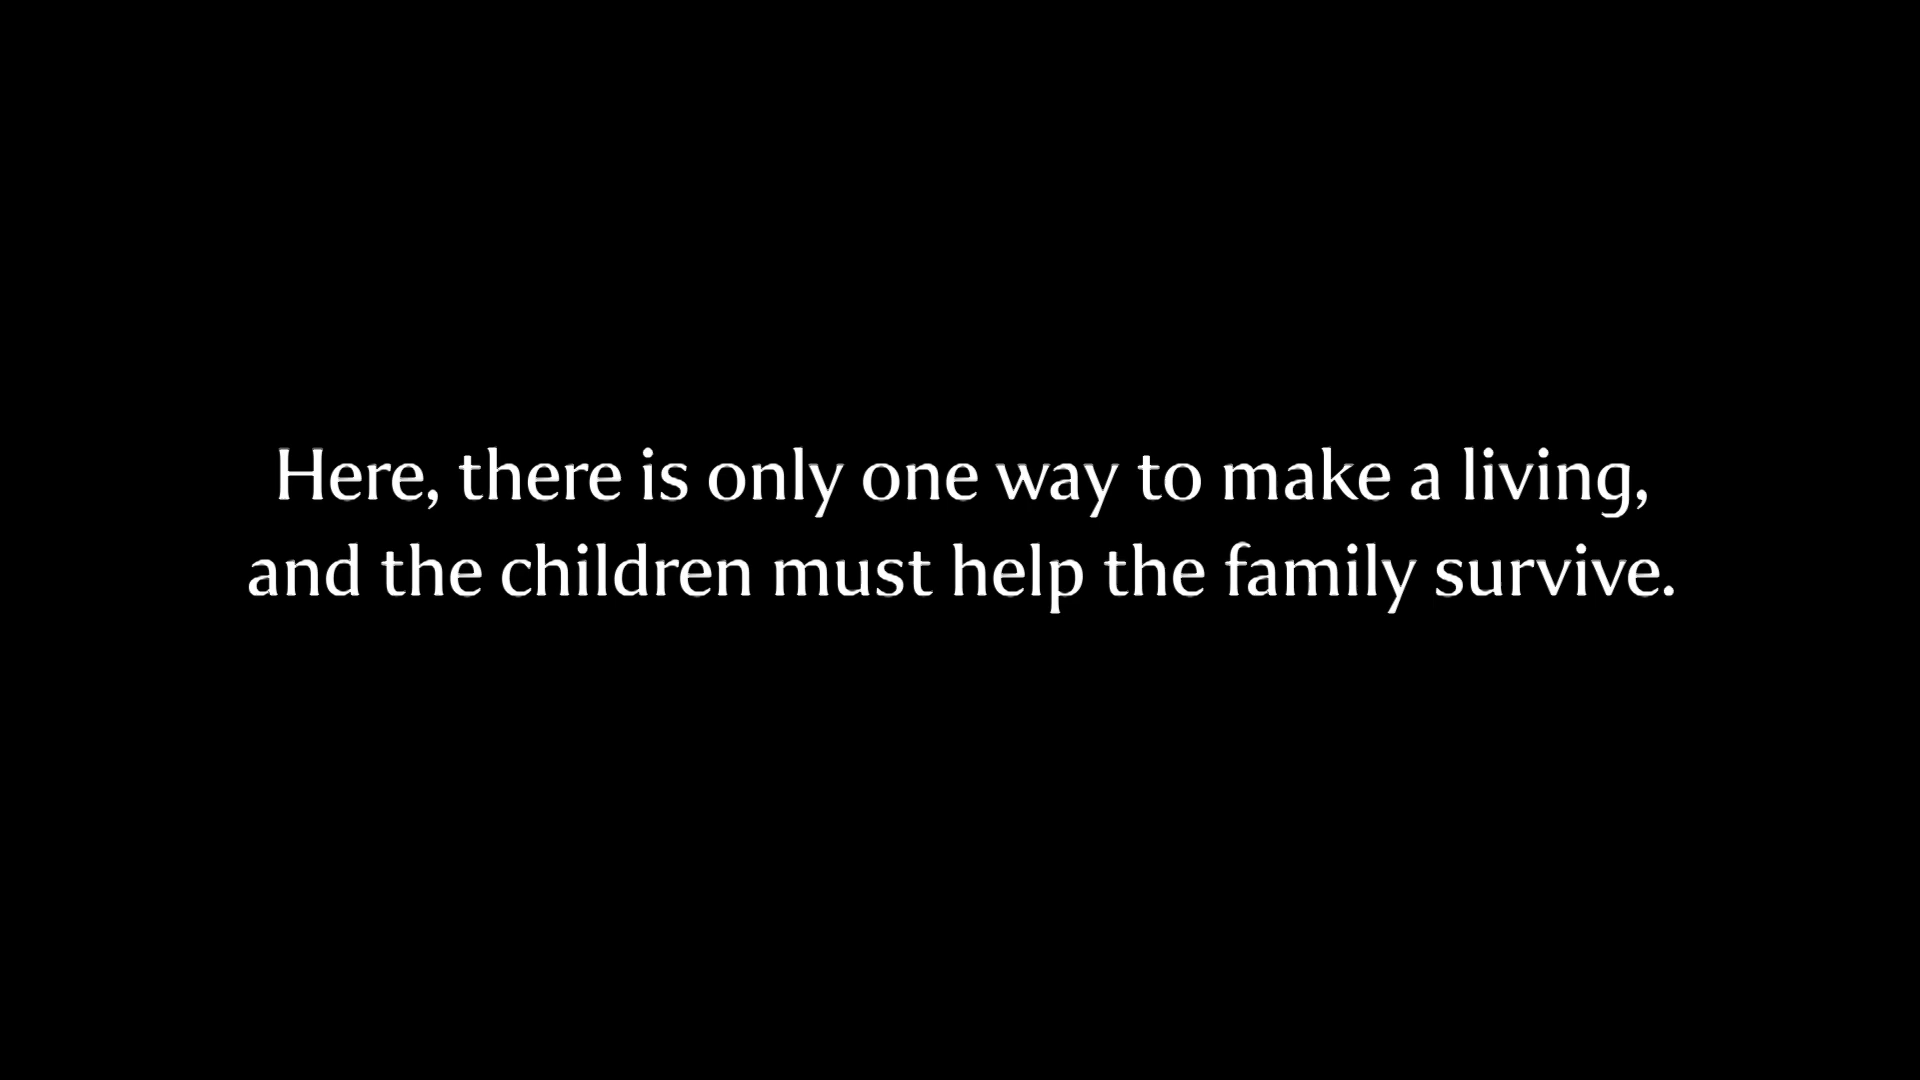 Here, there is only one way to make a living,
and the children must help the family survive.